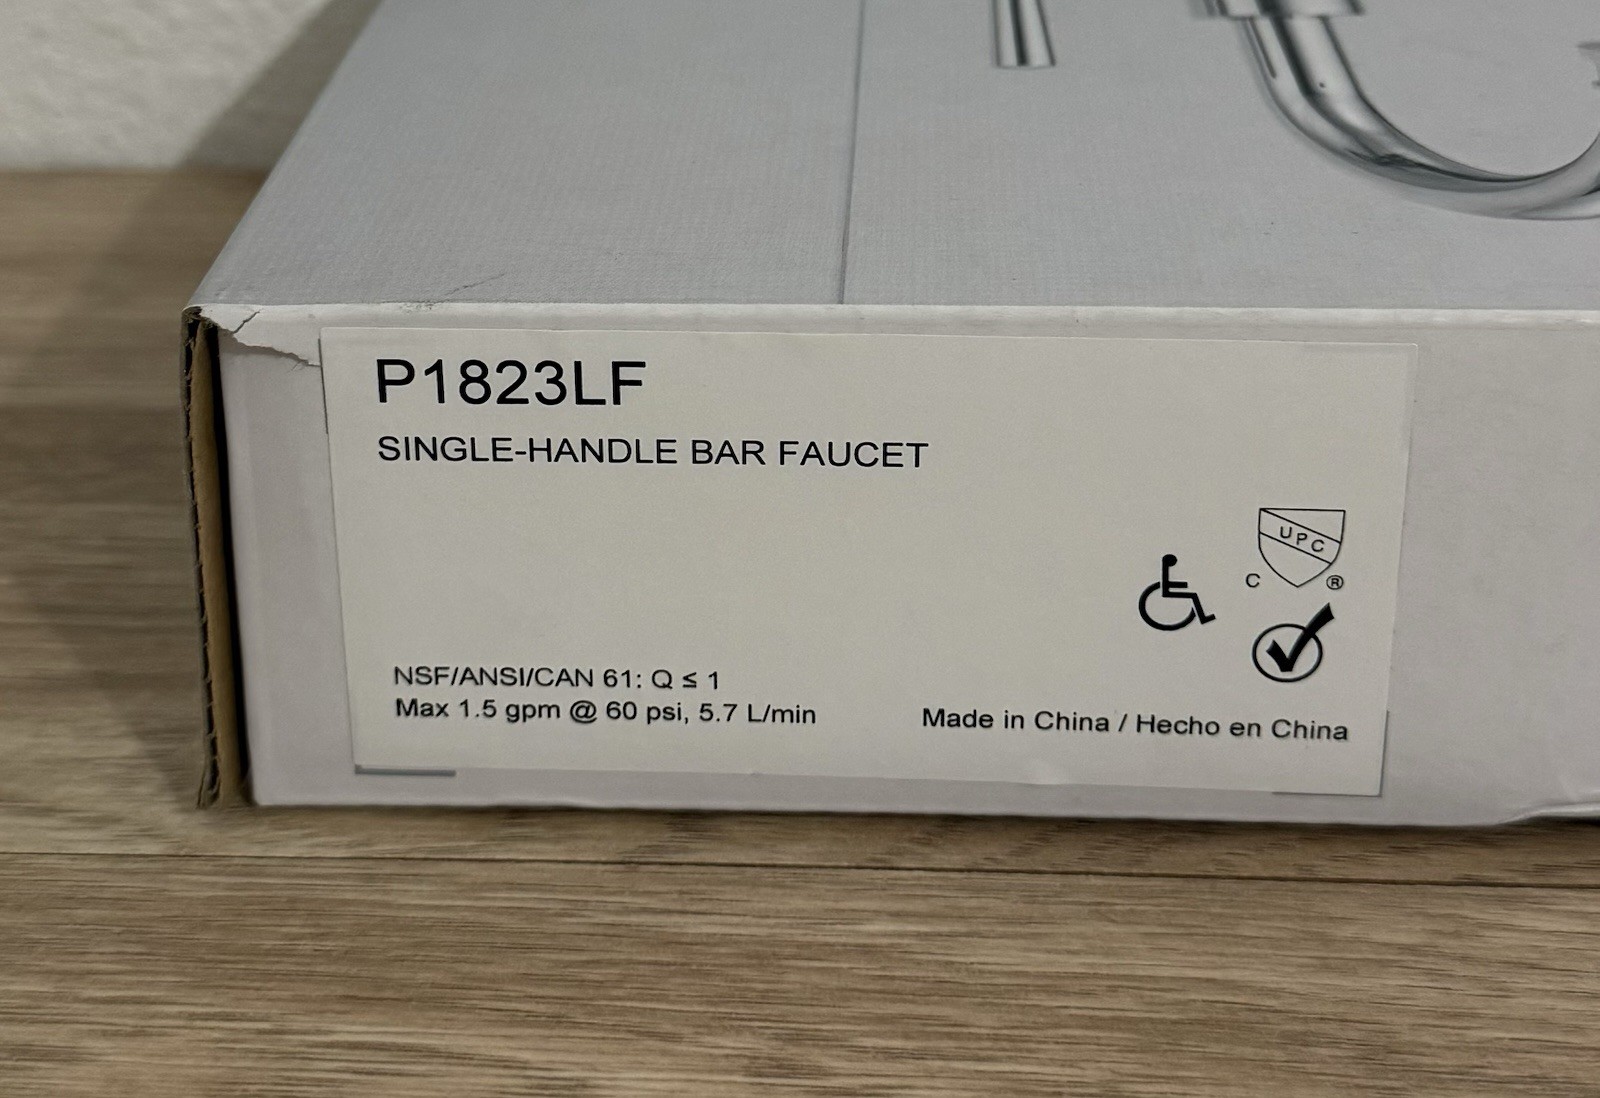 P1823LF
SINGLE-HANDLE BAR FAUCET
UPC
C ®
NSF/ANSI/CAN 61: Q ≤ 1
Max 1.5 gpm @ 60 psi, 5.7 L/min
Made in China / Hecho en China